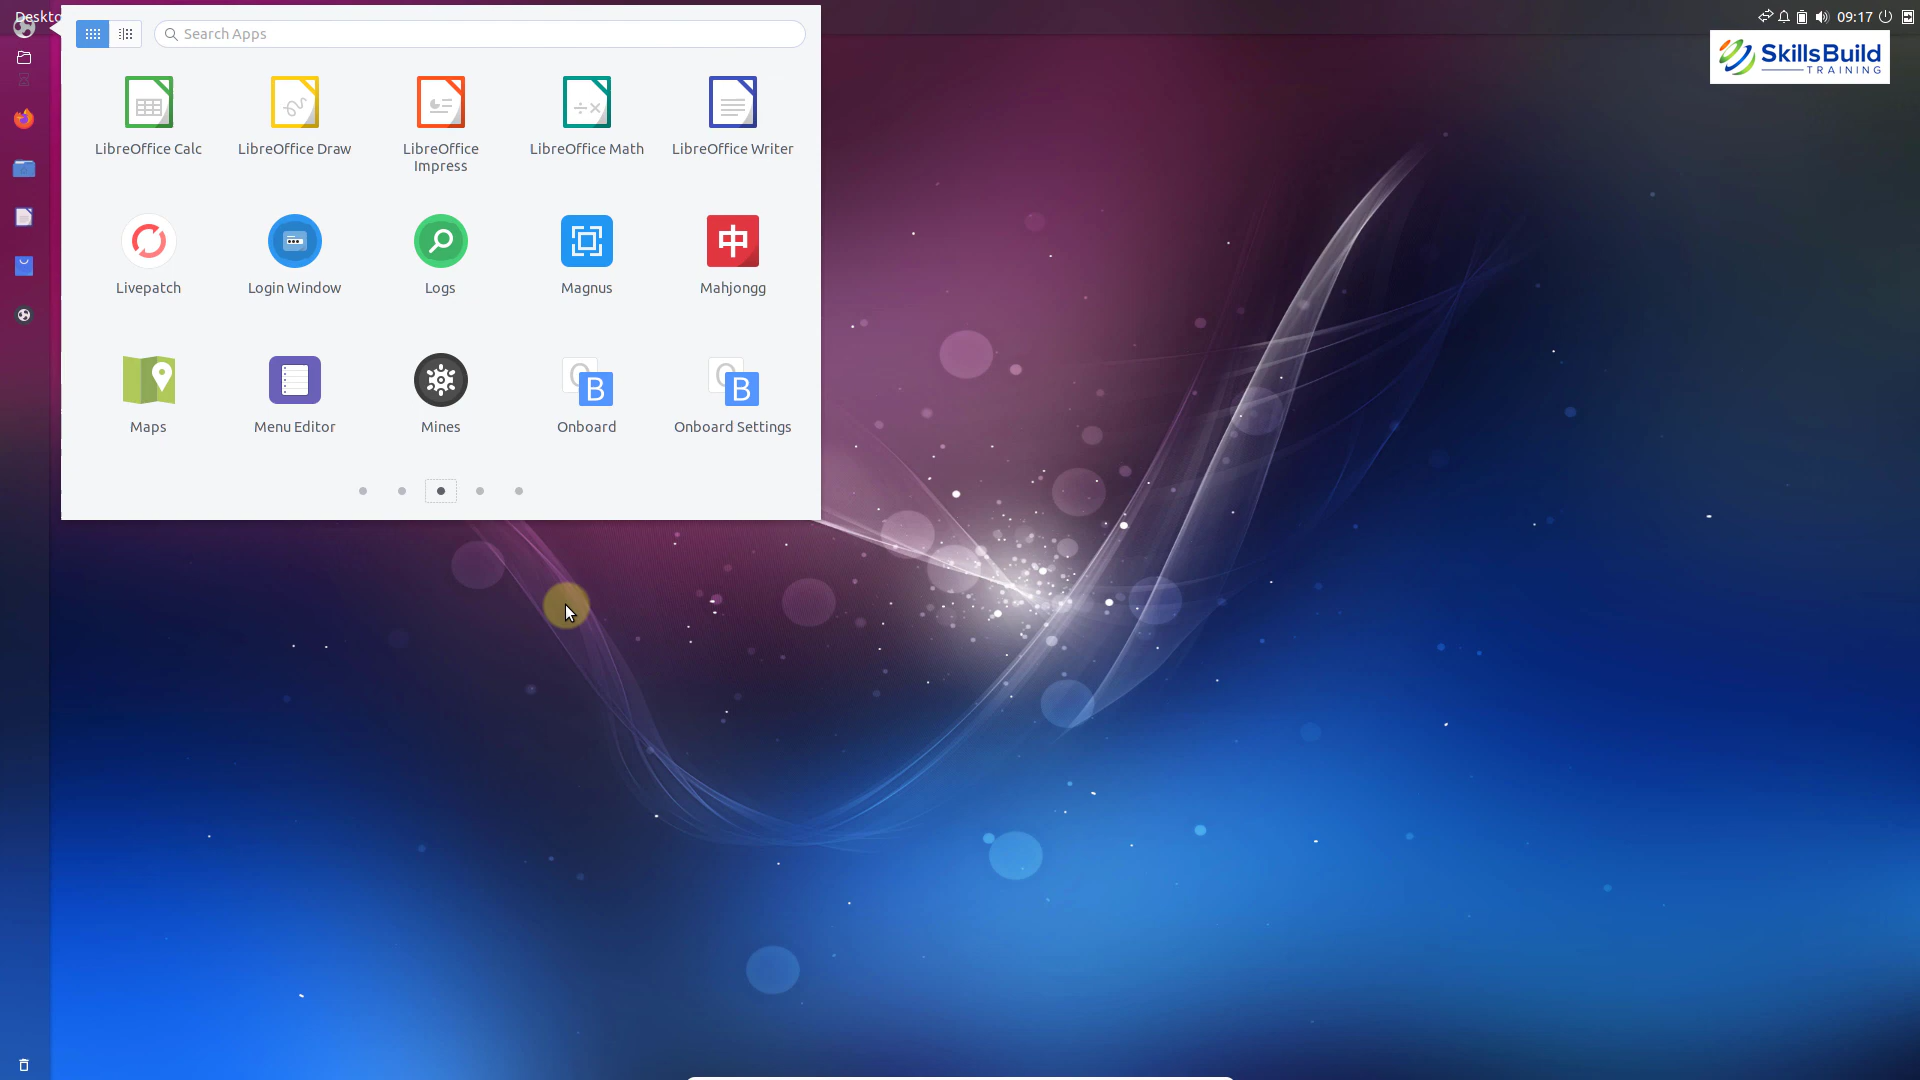 Deskto
Search Apps
09:17
SkillsBuild
TRAINING
LibreOffice Calc
LibreOffice Draw
LibreOffice
Impress
LibreOffice Math
LibreOffice Writer
中
Livepatch
Login Window
Logs
Magnus
Mahjongg
B
B
Maps
Menu Editor
Mines
Onboard
Onboard Settings